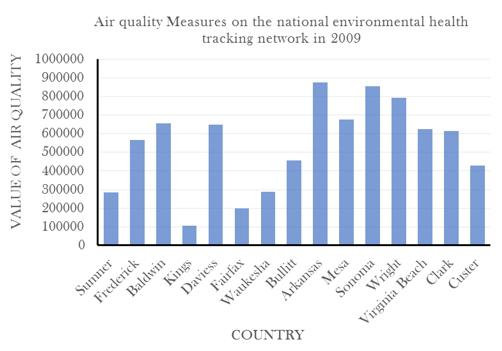 Air quality Measures on the national environmental health
tracking network in 2009
VALUE OF AIR QUALITY
1000000
900000
800000
700000
600000
500000
400000
300000
200000
100000
0
Sumner
Frederick
Baldwin
Kings
Daviess
Fairfax
Waukesha
Bullitt
Arkansas
Mesa
Sonoma
Wright
Virginia Beach
Clark
Custer
COUNTRY